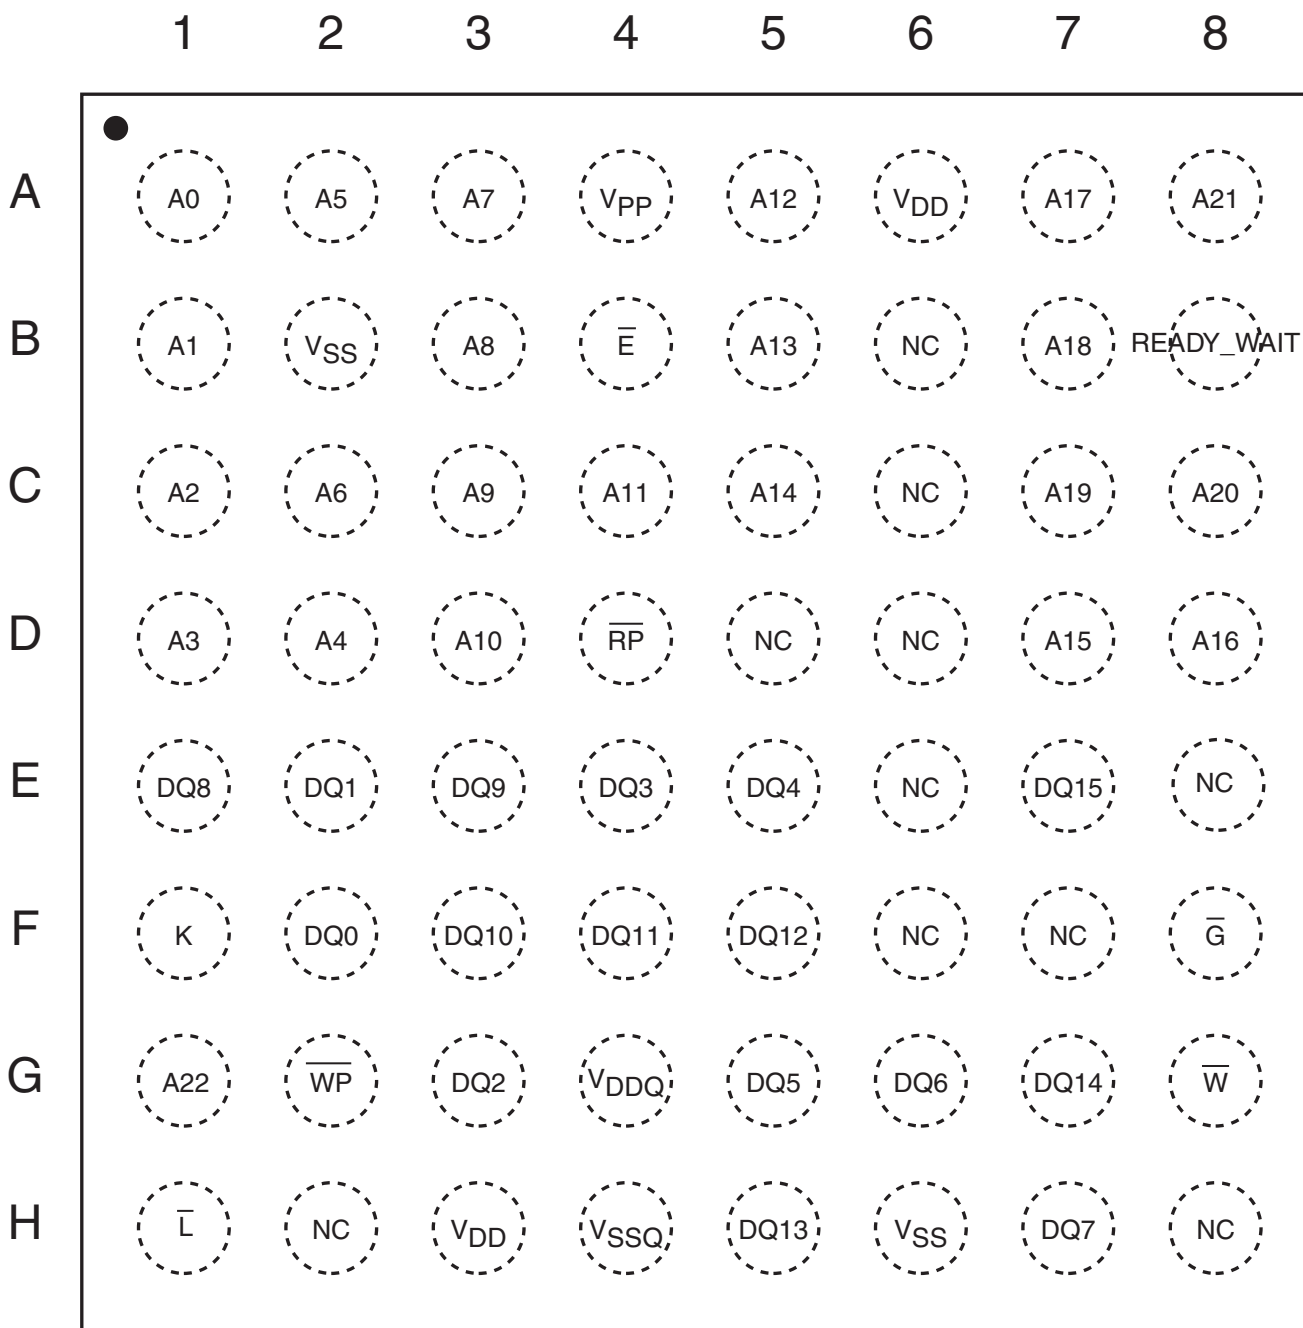 1 2 3 4 5 6 7 8
A A0 A5 A7 VPP A12 VDD A17 A21
B A1 VSS A8 E̅ A13 NC A18 READY_WAIT
C A2 A6 A9 A11 A14 NC A19 A20
D A3 A4 A10 R̅P̅ NC NC A15 A16
E DQ8 DQ1 DQ9 DQ3 DQ4 NC DQ15 NC
F K DQ0 DQ10 DQ11 DQ12 NC NC G̅
G A22 W̅P̅ DQ2 VDDQ DQ5 DQ6 DQ14 W̅
H L̅ NC VDD VSSQ DQ13 VSS DQ7 NC